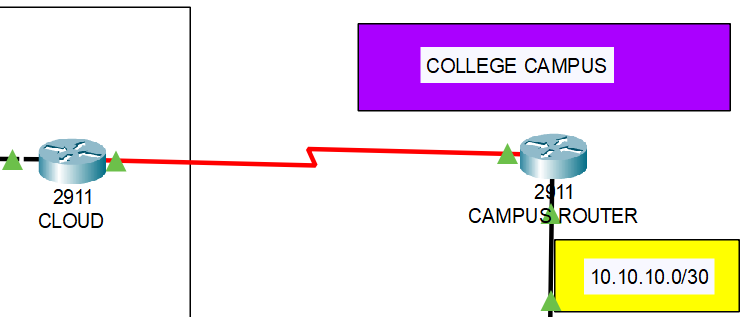 COLLEGE CAMPUS
2911
CLOUD
2911
CAMPUS ROUTER
10.10.10.0/30